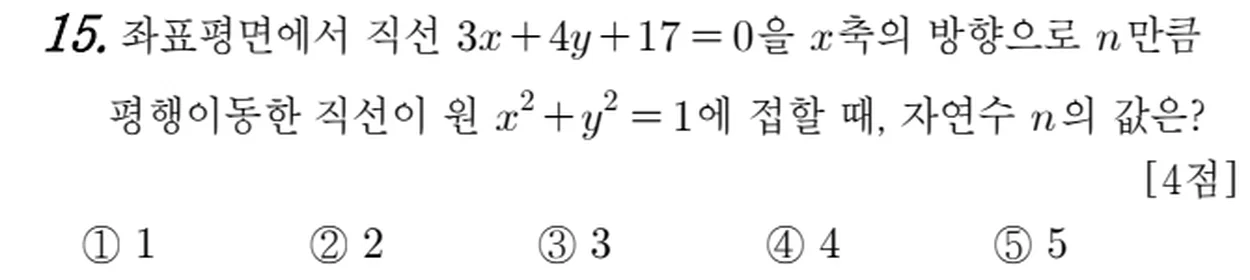 15. 좌표평면에서 직선 3x+4y+17=0을 x축의 방향으로 n만큼
평행이동한 직선이 원 x²+y²=1에 접할 때, 자연수 n의 값은?
[4점]
① 1 ② 2 ③ 3 ④ 4 ⑤ 5